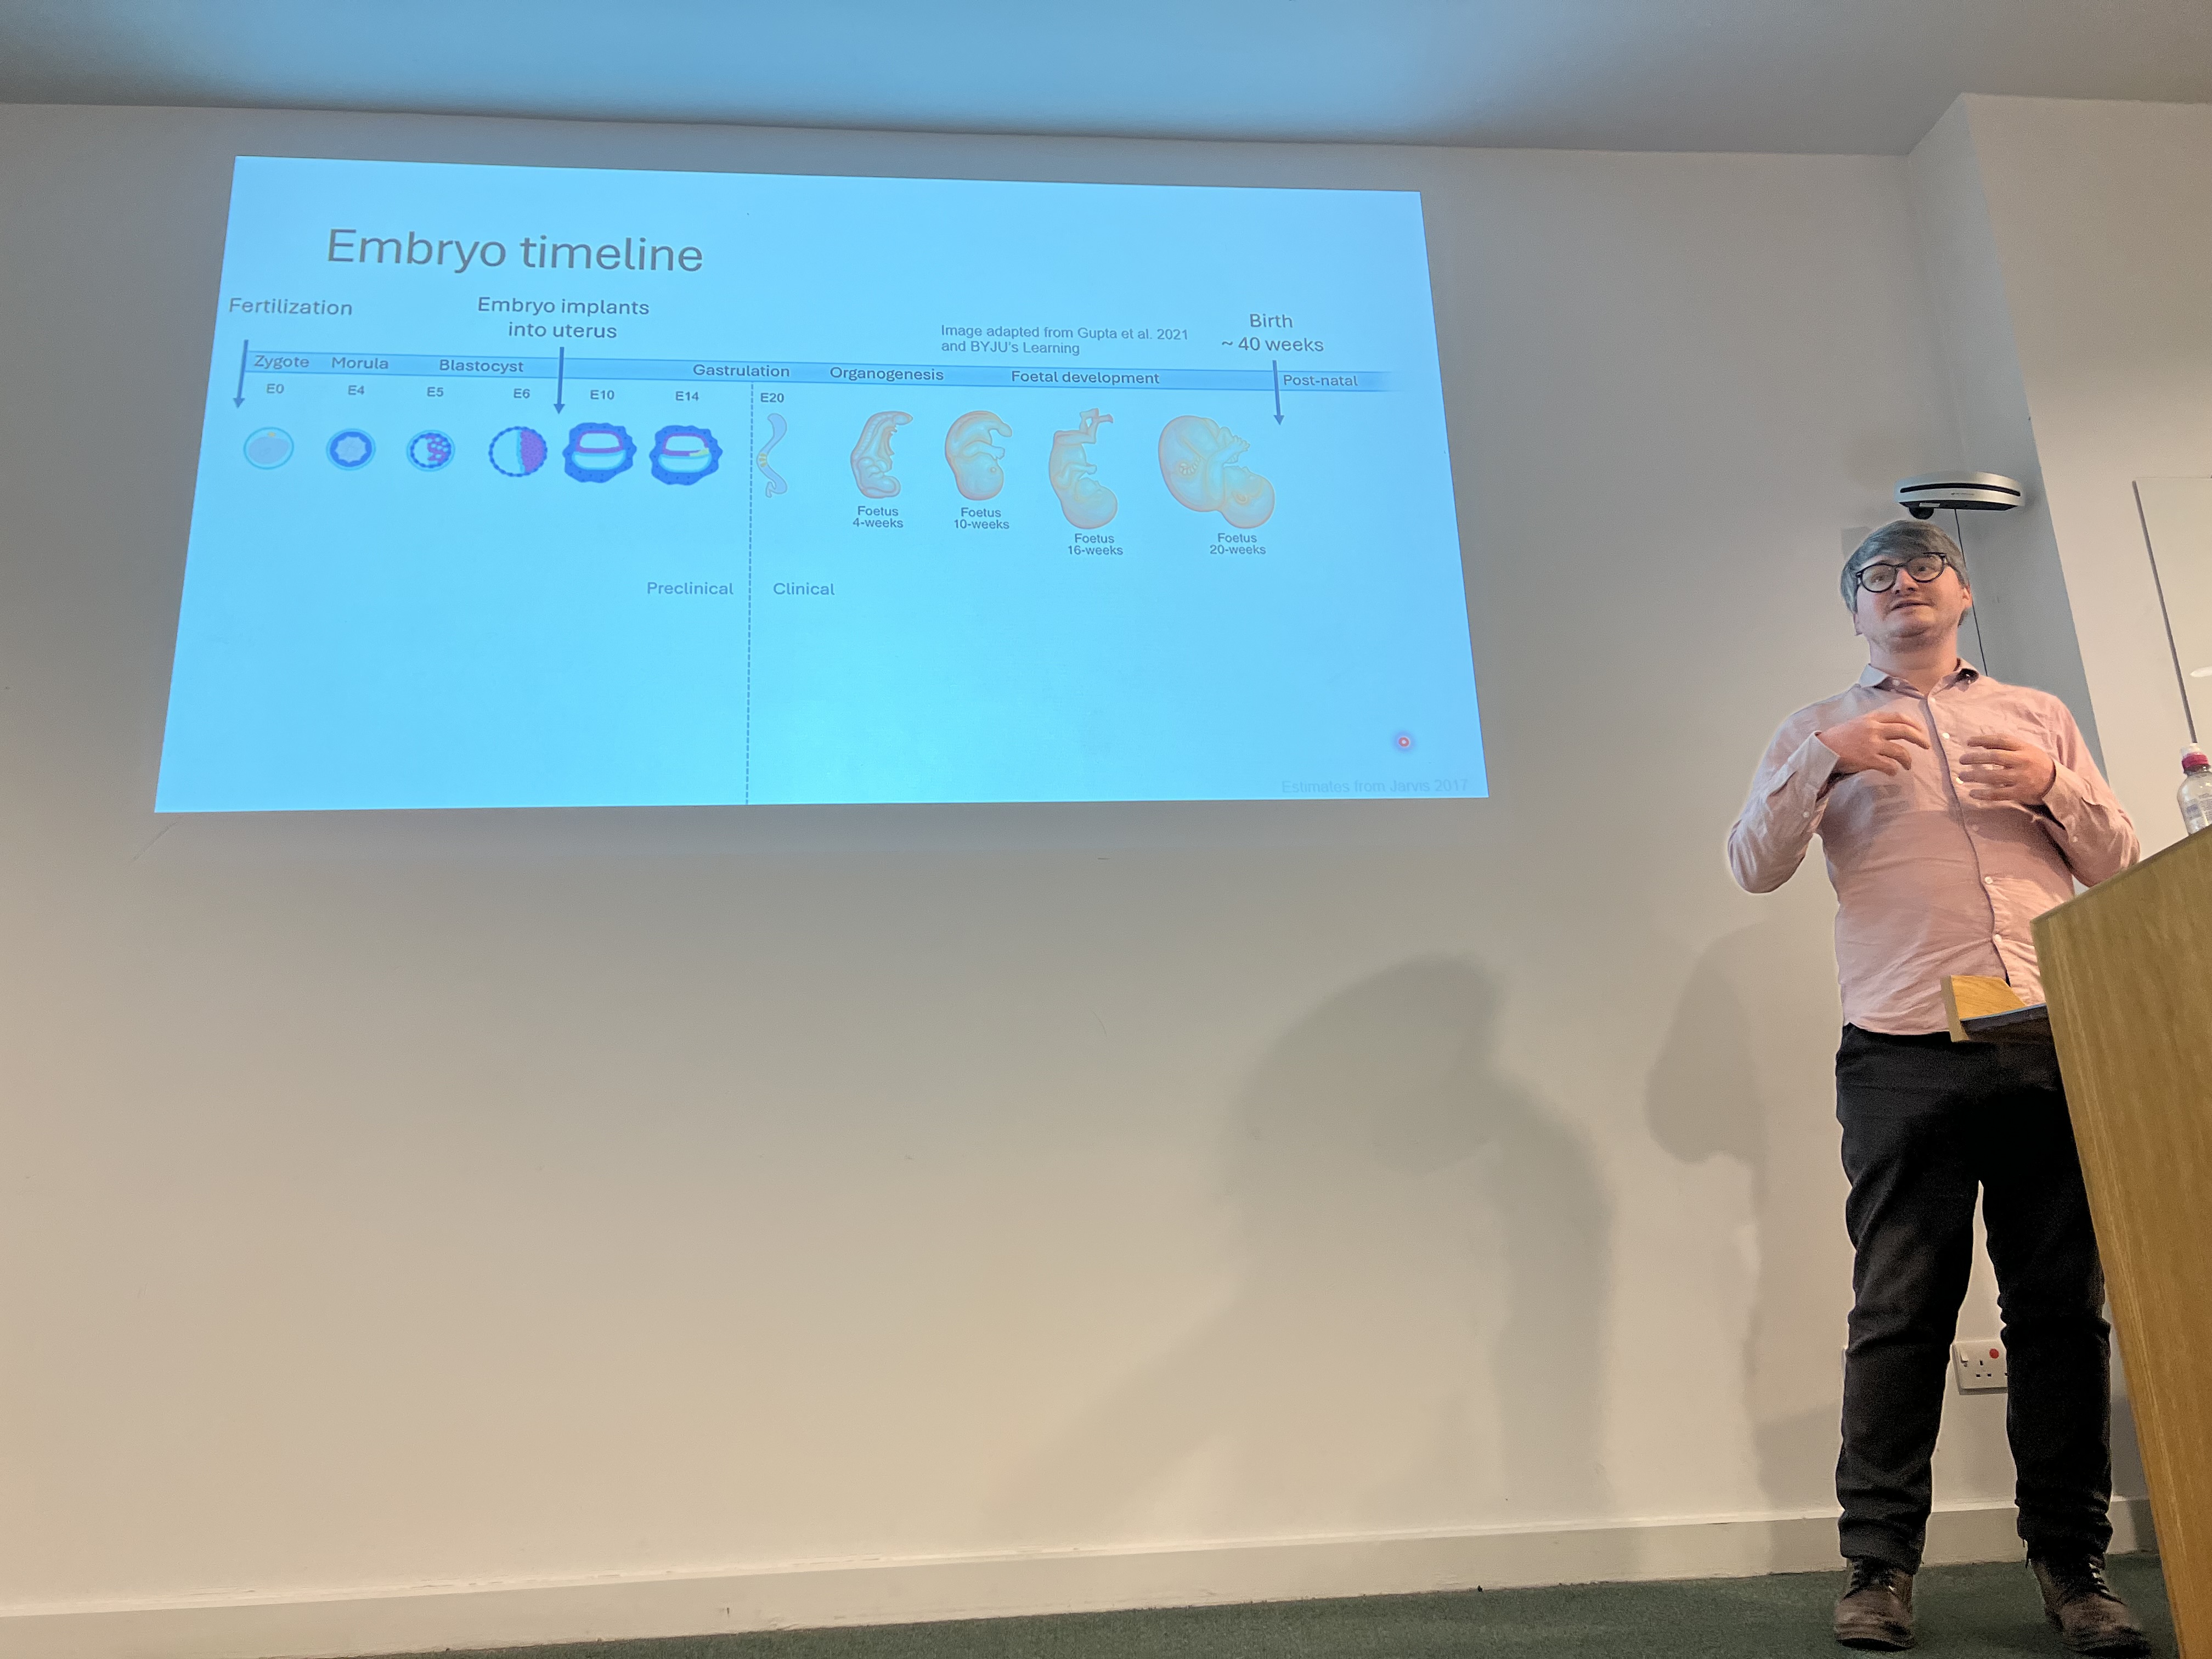 Embryo timeline
Fertilization
Embryo implants
into uterus
Image adapted from Gupta et al. 2021
and BYJU's Learning
Birth
~ 40 weeks
Zygote
Morula
Blastocyst
Gastrulation
Organogenesis
Foetal development
Post-natal
E0
E4
E5
E6
E10
E14
E20
Foetus
4-weeks
Foetus
10-weeks
Foetus
16-weeks
Foetus
20-weeks
Preclinical
Clinical
Estimates from Jarvis 2017